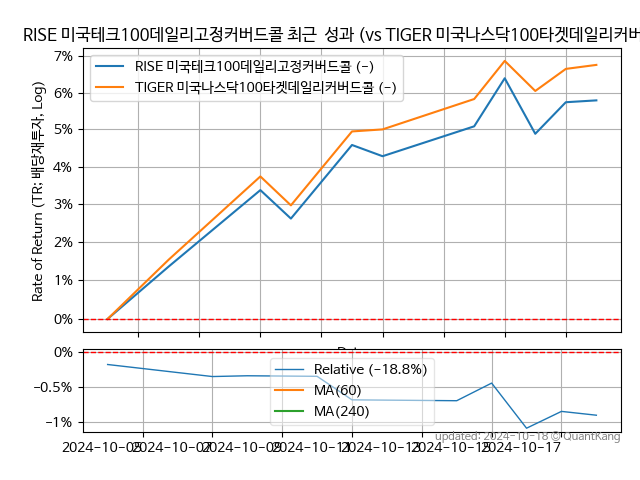 RISE 미국테크100데일리고정커버드콜 최근 성과 (vs TIGER 미국나스닥100타겟데일리커버
RISE 미국테크100데일리고정커버드콜 (-)
TIGER 미국나스닥100타겟데일리커버드콜 (-)
Rate of Return (TR: 배당재투자, Log)
7%
6%
5%
4%
3%
2%
1%
0%
0%
-0.5%
-1%
Relative (-18.8%)
MA(60)
MA(240)
updated: 2024-10-18 © QuantKang
2024-10-05
2024-10-07
2024-10-09
2024-10-11
2024-10-13
2024-10-15
2024-10-17